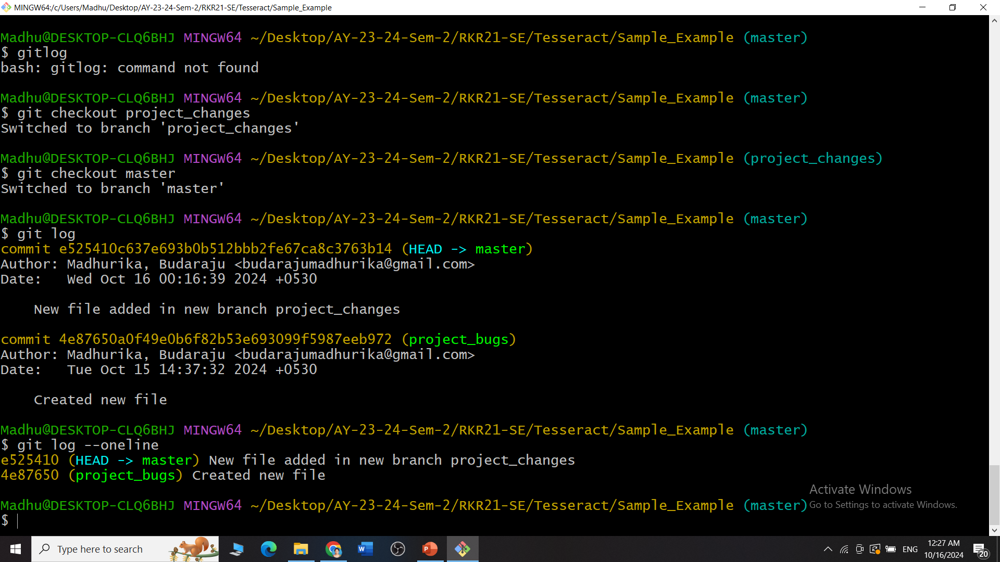 MINGW64:/c/Users/Madhu/Desktop/AY-23-24-Sem-2/RKR21-SE/Tesseract/Sample_Example
Madhu@DESKTOP-CLQ6BHJ MINGW64 ~/Desktop/AY-23-24-Sem-2/RKR21-SE/Tesseract/Sample_Example (master)
$ gitlog
bash: gitlog: command not found
Madhu@DESKTOP-CLQ6BHJ MINGW64 ~/Desktop/AY-23-24-Sem-2/RKR21-SE/Tesseract/Sample_Example (master)
$ git checkout project_changes
Switched to branch 'project_changes'
Madhu@DESKTOP-CLQ6BHJ MINGW64 ~/Desktop/AY-23-24-Sem-2/RKR21-SE/Tesseract/Sample_Example (project_changes)
$ git checkout master
Switched to branch 'master'
Madhu@DESKTOP-CLQ6BHJ MINGW64 ~/Desktop/AY-23-24-Sem-2/RKR21-SE/Tesseract/Sample_Example (master)
$ git log
commit e525410c637e693b0b512bbb2fe67ca8c3763b14 (HEAD -> master)
Author: Madhurika, Budaraju <budarajumadhurika@gmail.com>
Date:   Wed Oct 16 00:16:39 2024 +0530
    New file added in new branch project_changes
commit 4e87650a0f49e0b6f82b53e693099f5987eeb972 (project_bugs)
Author: Madhurika, Budaraju <budarajumadhurika@gmail.com>
Date:   Tue Oct 15 14:37:32 2024 +0530
    Created new file
Madhu@DESKTOP-CLQ6BHJ MINGW64 ~/Desktop/AY-23-24-Sem-2/RKR21-SE/Tesseract/Sample_Example (master)
$ git log --oneline
e525410 (HEAD -> master) New file added in new branch project_changes
4e87650 (project_bugs) Created new file
Activate Windows
Madhu@DESKTOP-CLQ6BHJ MINGW64 ~/Desktop/AY-23-24-Sem-2/RKR21-SE/Tesseract/Sample_Example (master)
Go to Settings to activate Windows.
$
Type here to search
W
P
ENG
12:27 AM
10/16/2024
20